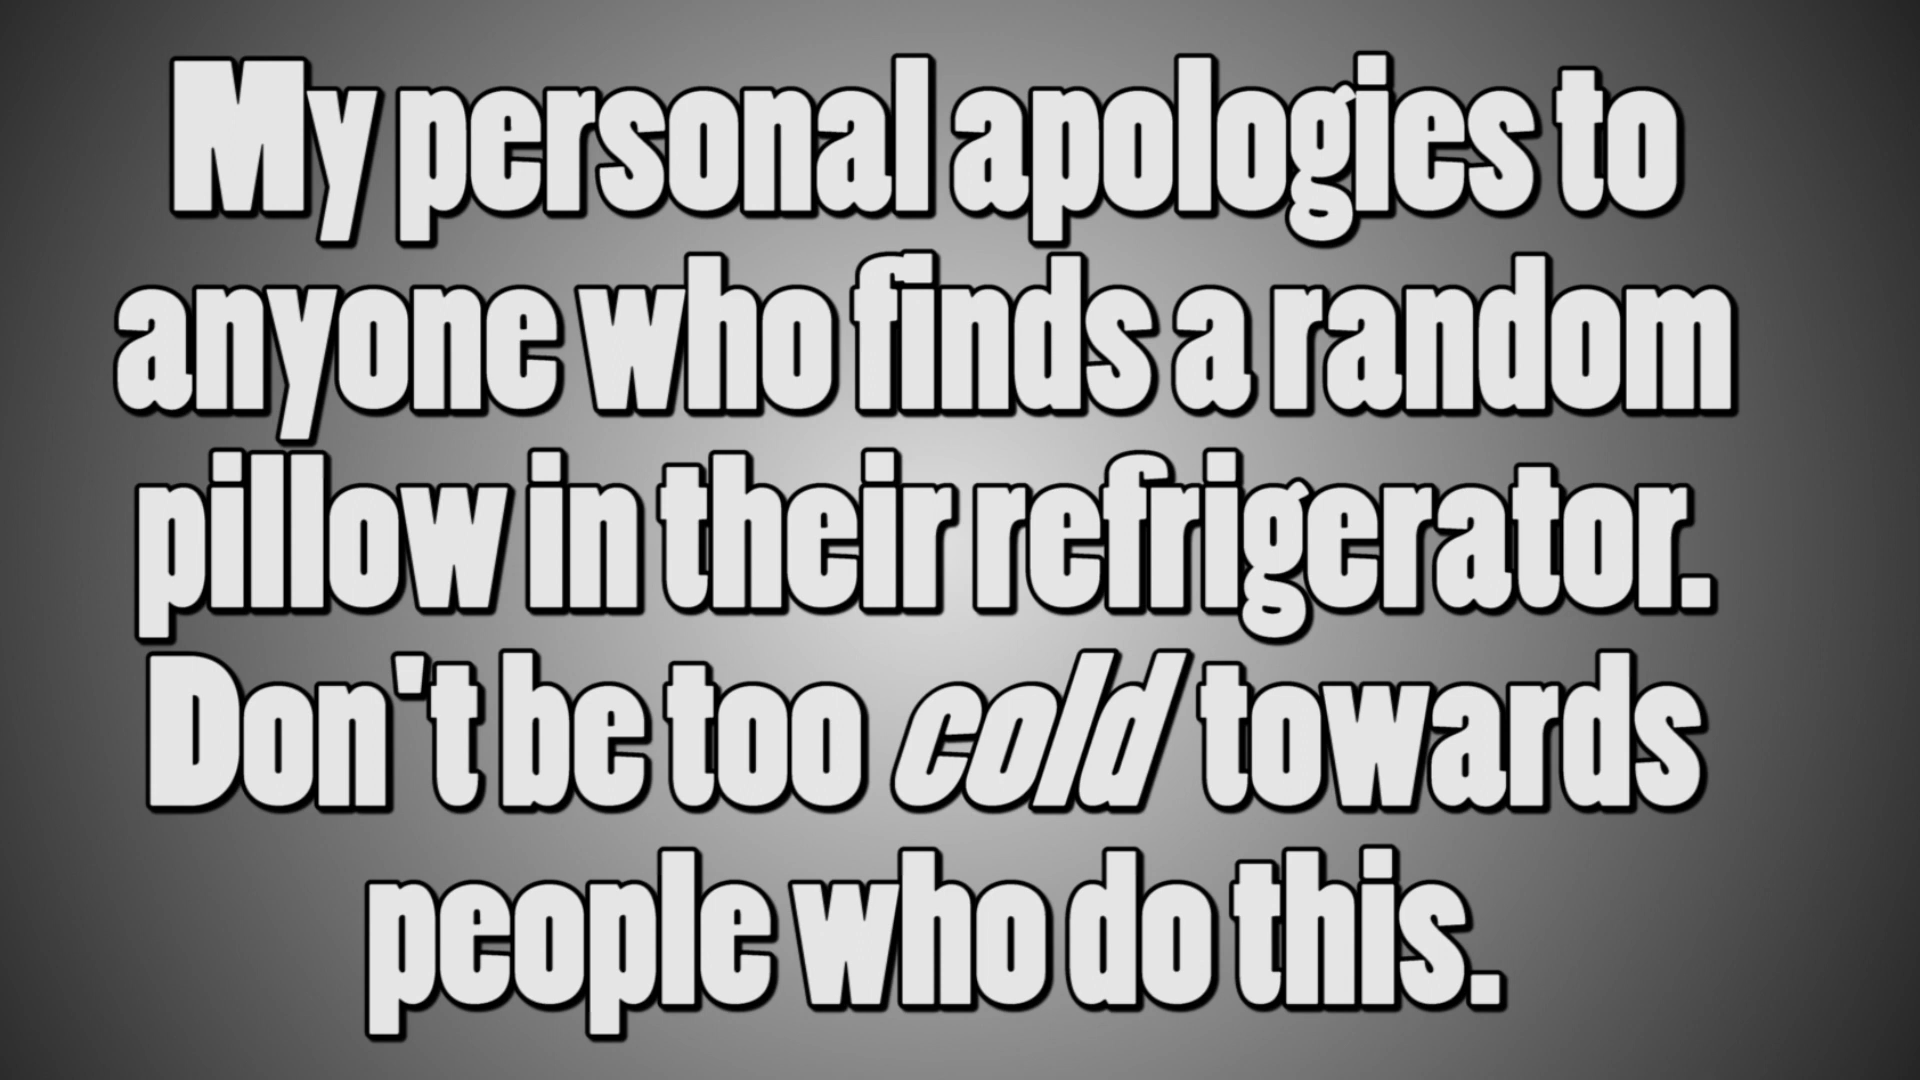 My personal apologies to
anyone who finds a random
pillow in their refrigerator.
Don't be too cold towards
people who do this.